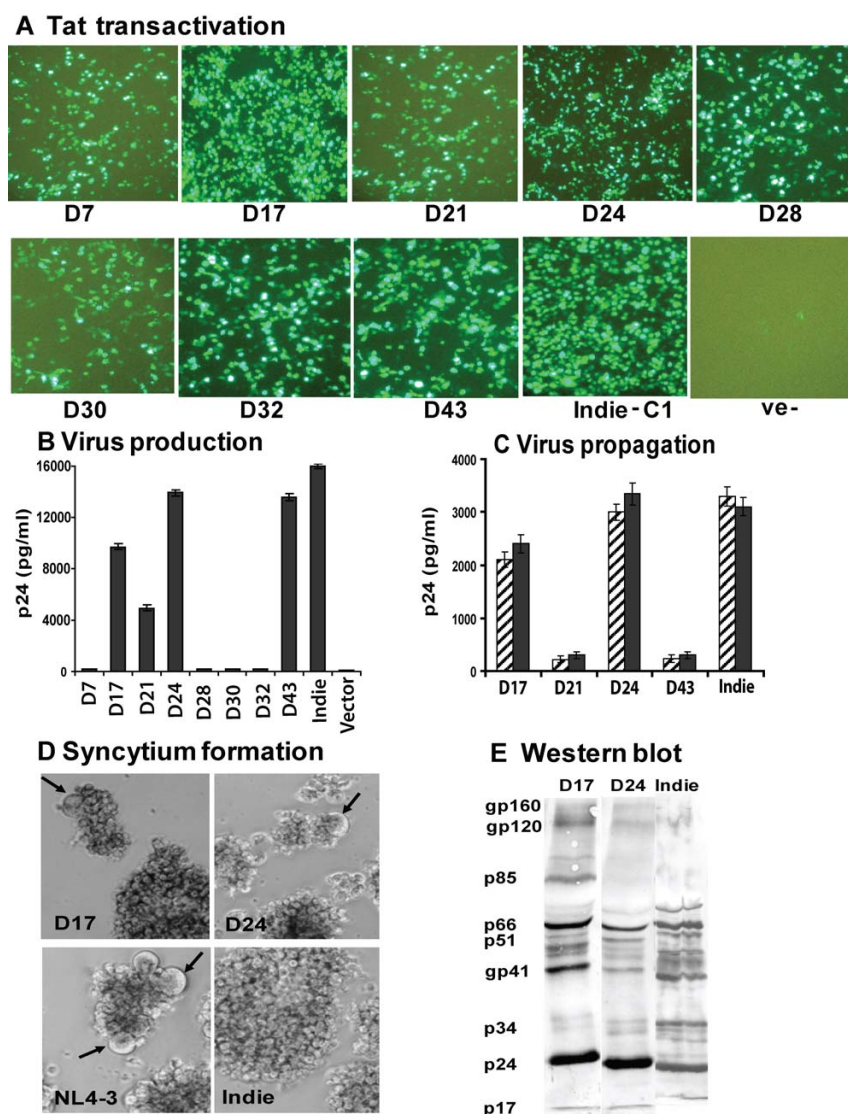 A Tat transactivation
D7 D17 D21 D24 D28
D30 D32 D43 Indie-C1 ve-
B Virus production
p24 (pg/ml)
16000
12000
8000
4000
0
D7 D17 D21 D24 D28 D30 D32 D43 Indie Vector
C Virus propagation
p24 (pg/ml)
4000
3000
2000
1000
0
D17 D21 D24 D43 Indie
D Syncytium formation
D17 D24
NL4-3 Indie
E Western blot
D17 D24 Indie
gp160
gp120
p85
p66
p51
gp41
p34
p24
p17